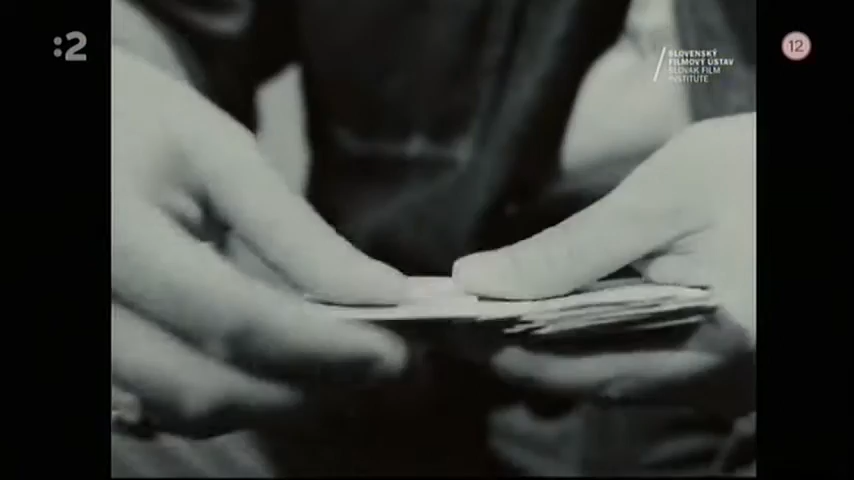 :2
SLOVENSKÝ
FILMOVÝ ÚSTAV
SLOVAK FILM
INSTITUTE
12